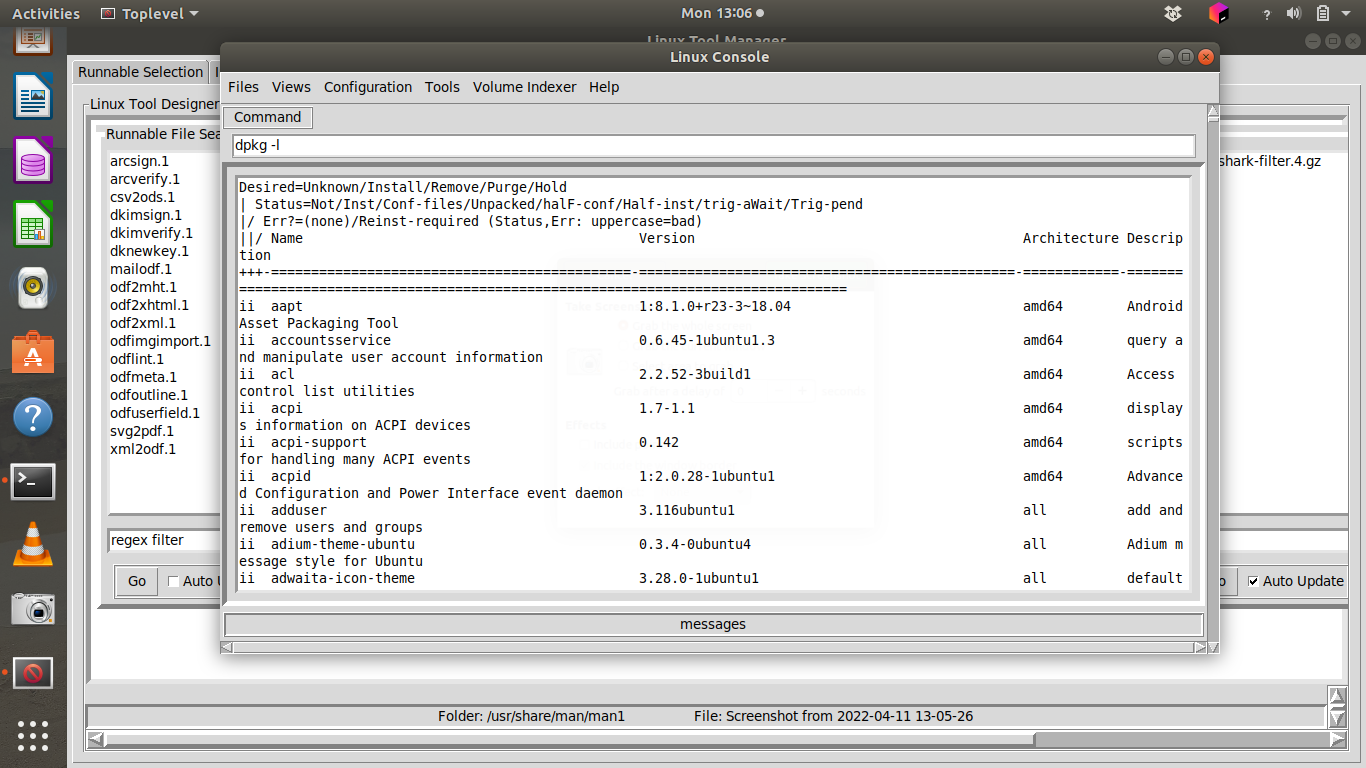 Activities Toplevel Mon 13:06 ?
Linux Tool Manager
Linux Console
Runnable Selection
Files Views Configuration Tools Volume Indexer Help
Linux Tool Designer
Command
Runnable File Sea
dpkg -l
arcsign.1
arcverify.1
csv2ods.1
dkimsign.1
dkimverify.1
dknewkey.1
mailodf.1
odf2mht.1
odf2xhtml.1
odf2xml.1
odfimgimport.1
odflint.1
odfmeta.1
odfoutline.1
odfuserfield.1
svg2pdf.1
xml2odf.1
shark-filter.4.gz
Desired=Unknown/Install/Remove/Purge/Hold
| Status=Not/Inst/Conf-files/Unpacked/halF-conf/Half-inst/trig-aWait/Trig-pend
|/ Err?=(none)/Reinst-required (Status,Err: uppercase=bad)
||/ Name Version Architecture Descrip
tion
+++-=============================================-===============================================-============-=======
============================================================================
ii aapt 1:8.1.0+r23-3~18.04 amd64 Android
Asset Packaging Tool
ii accountsservice 0.6.45-1ubuntu1.3 amd64 query a
nd manipulate user account information
ii acl 2.2.52-3build1 amd64 Access
control list utilities
ii acpi 1.7-1.1 amd64 display
s information on ACPI devices
ii acpi-support 0.142 amd64 scripts
for handling many ACPI events
ii acpid 1:2.0.28-1ubuntu1 amd64 Advance
d Configuration and Power Interface event daemon
ii adduser 3.116ubuntu1 all add and
remove users and groups
ii adium-theme-ubuntu 0.3.4-0ubuntu4 all Adium m
essage style for Ubuntu
ii adwaita-icon-theme 3.28.0-1ubuntu1 all default
regex filter
Go Auto U
o Auto Update
messages
Folder: /usr/share/man/man1 File: Screenshot from 2022-04-11 13-05-26